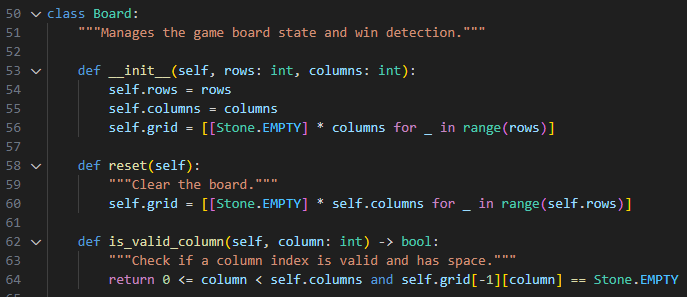 50 class Board:
51     """Manages the game board state and win detection."""
52
53     def __init__(self, rows: int, columns: int):
54         self.rows = rows
55         self.columns = columns
56         self.grid = [[Stone.EMPTY] * columns for _ in range(rows)]
57
58     def reset(self):
59         """Clear the board."""
60         self.grid = [[Stone.EMPTY] * self.columns for _ in range(self.rows)]
61
62     def is_valid_column(self, column: int) -> bool:
63         """Check if a column index is valid and has space."""
64         return 0 <= column < self.columns and self.grid[-1][column] == Stone.EMPTY